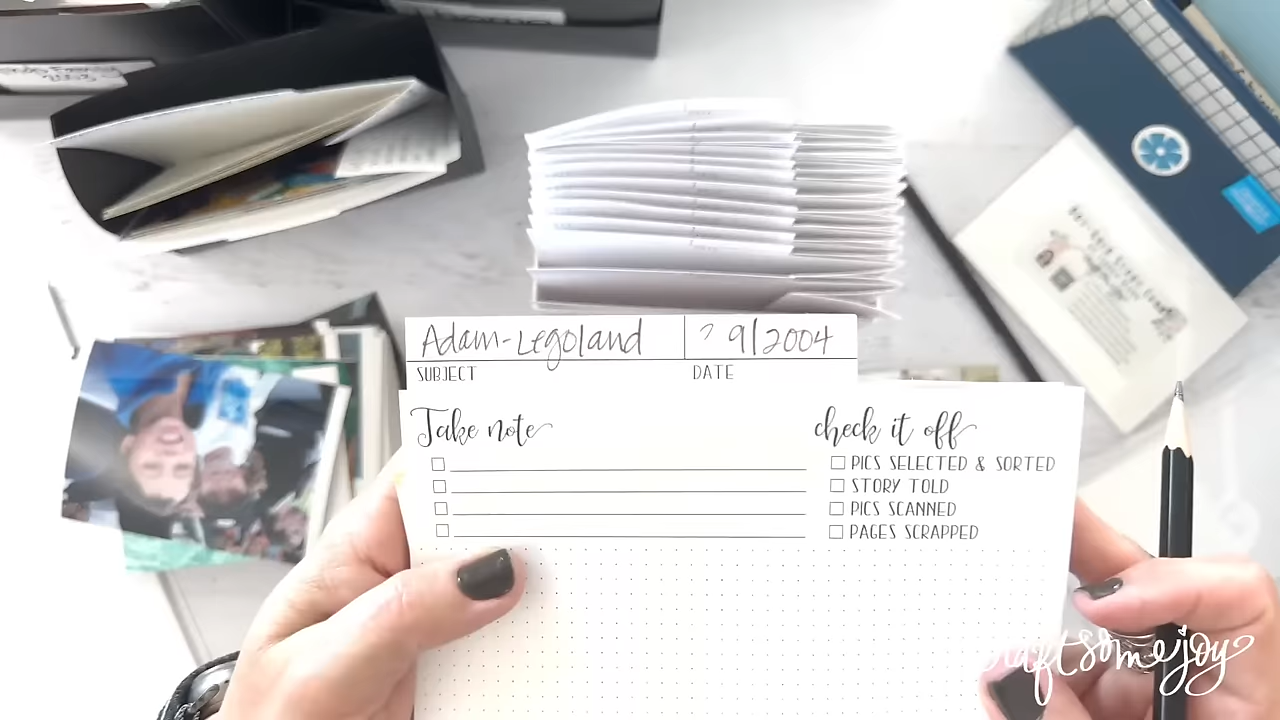 Adam-Legoland ? 9/2004
SUBJECT DATE
Take note
check it off
PICS SELECTED & SORTED
STORY TOLD
PICS SCANNED
PAGES SCRAPPED
craftsomejoy